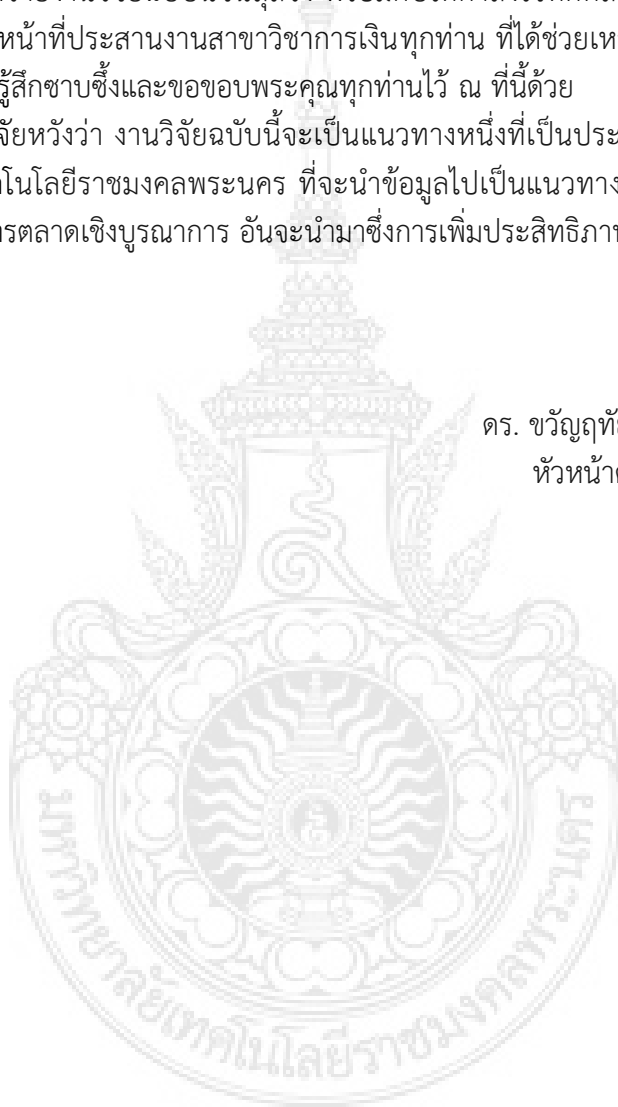 หน้าที่ประสานงานสาขาวิชาการเงินทุกท่าน ที่ได้ช่วยเห
รู้สึกซาบซึ้งและขอขอบพระคุณทุกท่านไว้ ณ ที่นี้ด้วย
จัยหวังว่า งานวิจัยฉบับนี้จะเป็นแนวทางหนึ่งที่เป็นประ
คโนโลยีราชมงคลพระนคร ที่จะนำข้อมูลไปเป็นแนวทาง
ารตลาดเชิงบูรณาการ อันจะนำมาซึ่งการเพิ่มประสิทธิภา
ดร. ขวัญฤทั
หัวหน้า
มหาวิทยาลัยเทคโนโลยีราชมงคลพระนคร